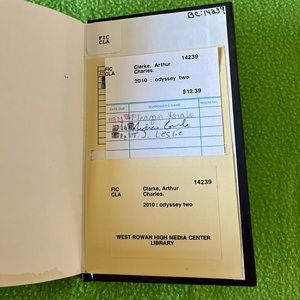 BC:14239
FIC
CLA
14239
FIC Clarke, Arthur
CLA Charles.
2010 : odyssey two
$12.39
DATE DUE BORROWER'S NAME ROOM NO.
Leslie
14239
FIC Clarke, Arthur
CLA Charles.
2010 : odyssey two
WEST ROWAN HIGH MEDIA CENTER
LIBRARY